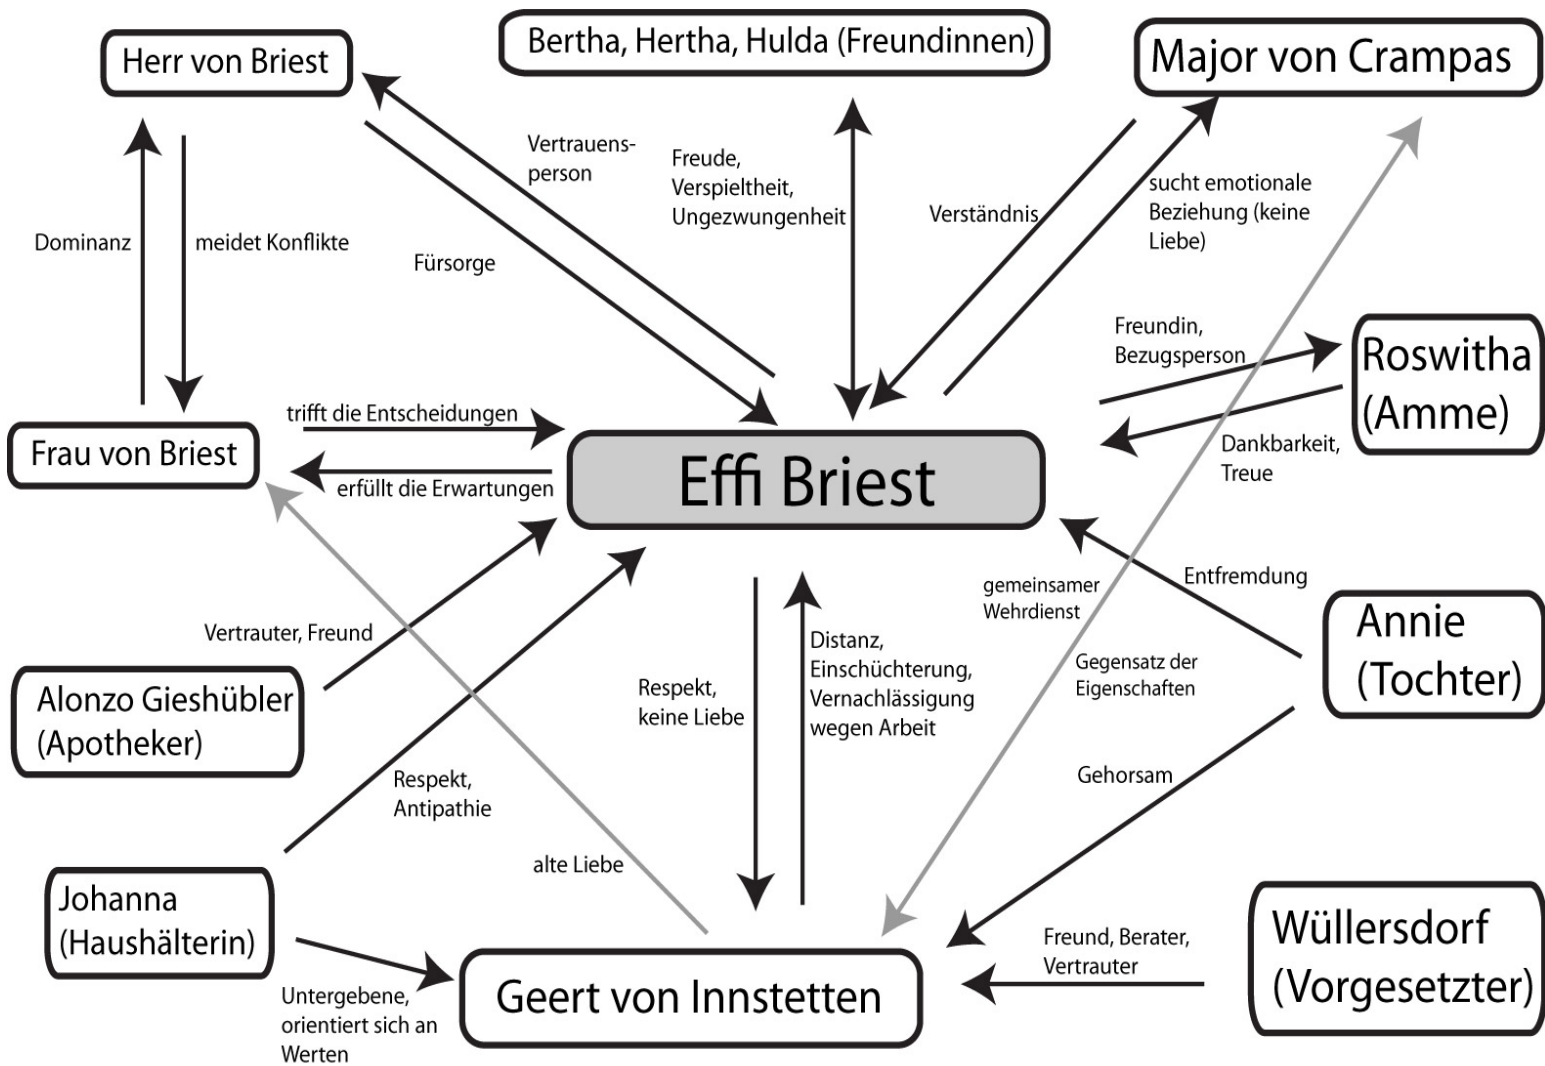 Herr von Briest
Bertha, Hertha, Hulda (Freundinnen)
Major von Crampas
Vertrauens-
person
Freude,
Verspieltheit,
Ungezwungenheit
Verständnis
sucht emotionale
Beziehung (keine
Liebe)
Dominanz
meidet Konflikte
Fürsorge
Freundin,
Bezugsperson
Roswitha
(Amme)
Dankbarkeit,
Treue
trifft die Entscheidungen
Frau von Briest
erfüllt die Erwartungen
Effi Briest
gemeinsamer
Wehrdienst
Entfremdung
Annie
(Tochter)
Vertrauter, Freund
Alonzo Gieshübler
(Apotheker)
Respekt,
keine Liebe
Distanz,
Einschüchterung,
Vernachlässigung
wegen Arbeit
Gegensatz der
Eigenschaften
Respekt,
Antipathie
Gehorsam
alte Liebe
Johanna
(Haushälterin)
Untergebene,
orientiert sich an
Werten
Geert von Innstetten
Freund, Berater,
Vertrauter
Wüllersdorf
(Vorgesetzter)